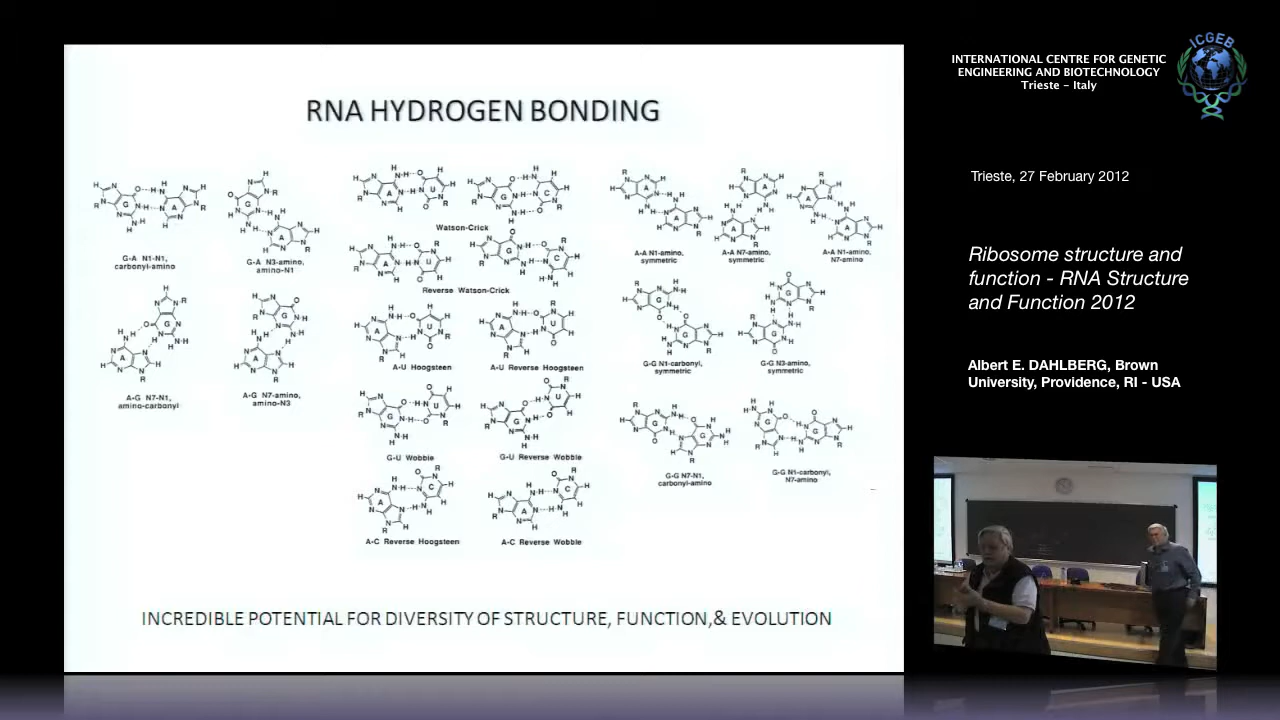 RNA HYDROGEN BONDING
G-A N1-N1,
carbonyl-amino
G-A N3-amino,
amino-N1
A-G N7-N1,
amino-carbonyl
A-G N7-amino,
amino-N3
Watson-Crick
Reverse Watson-Crick
A-U Hoogsteen
A-U Reverse Hoogsteen
G-U Wobble
G-U Reverse Wobble
A-C Reverse Hoogsteen
A-C Reverse Wobble
A-A N1-amino,
symmetric
A-A N7-amino,
symmetric
A-A N1-amino,
N7-amino
G-G N1-carbonyl,
symmetric
G-G N3-amino,
symmetric
G-G N7-N1,
carbonyl-amino
G-G N1-carbonyl,
N7-amino
INCREDIBLE POTENTIAL FOR DIVERSITY OF STRUCTURE, FUNCTION,& EVOLUTION
INTERNATIONAL CENTRE FOR GENETIC
ENGINEERING AND BIOTECHNOLOGY
Trieste - Italy
ICGEB
Trieste, 27 February 2012
Ribosome structure and
function - RNA Structure
and Function 2012
Albert E. DAHLBERG, Brown
University, Providence, RI - USA